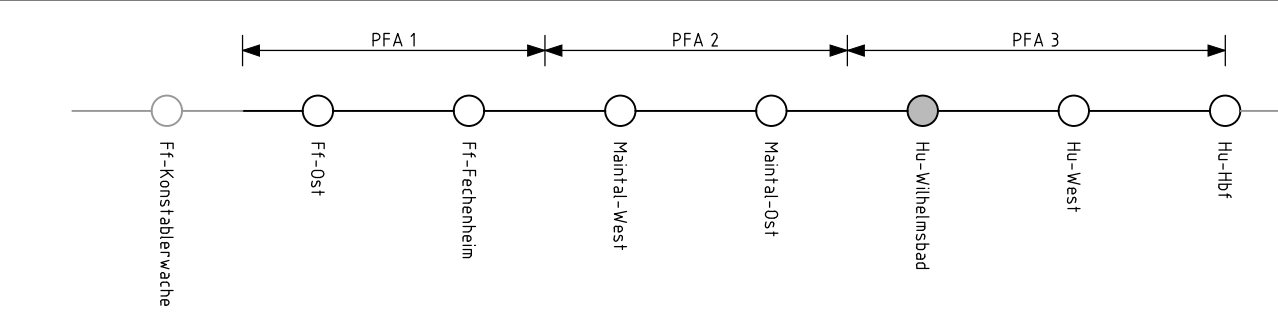 PFA 1
PFA 2
PFA 3
Ff-Konstablerwache
Ff-Ost
Ff-Fechenheim
Maintal-West
Maintal-Ost
Hu-Wilhelmsbad
Hu-West
Hu-Hbf